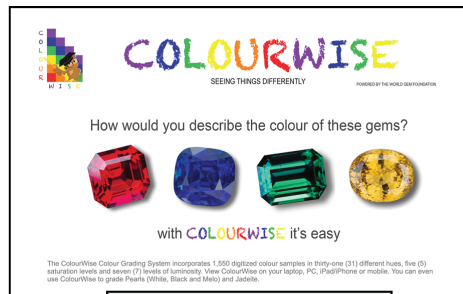 COLOUR
WISE
COLOURWISE
SEEING THINGS DIFFERENTLY
POWERED BY THE WORLD GEM FOUNDATION
How would you describe the colour of these gems?
with COLOURWISE it's easy
The ColourWise Colour Grading System incorporates 1,550 digitized colour samples in thirty-one (31) different hues, five (5)
saturation levels and seven (7) levels of luminosity. View ColourWise on your laptop, PC, iPad/iPhone or mobile. You can even
use ColourWise to grade Pearls (White, Black and Melo) and Jadeite.